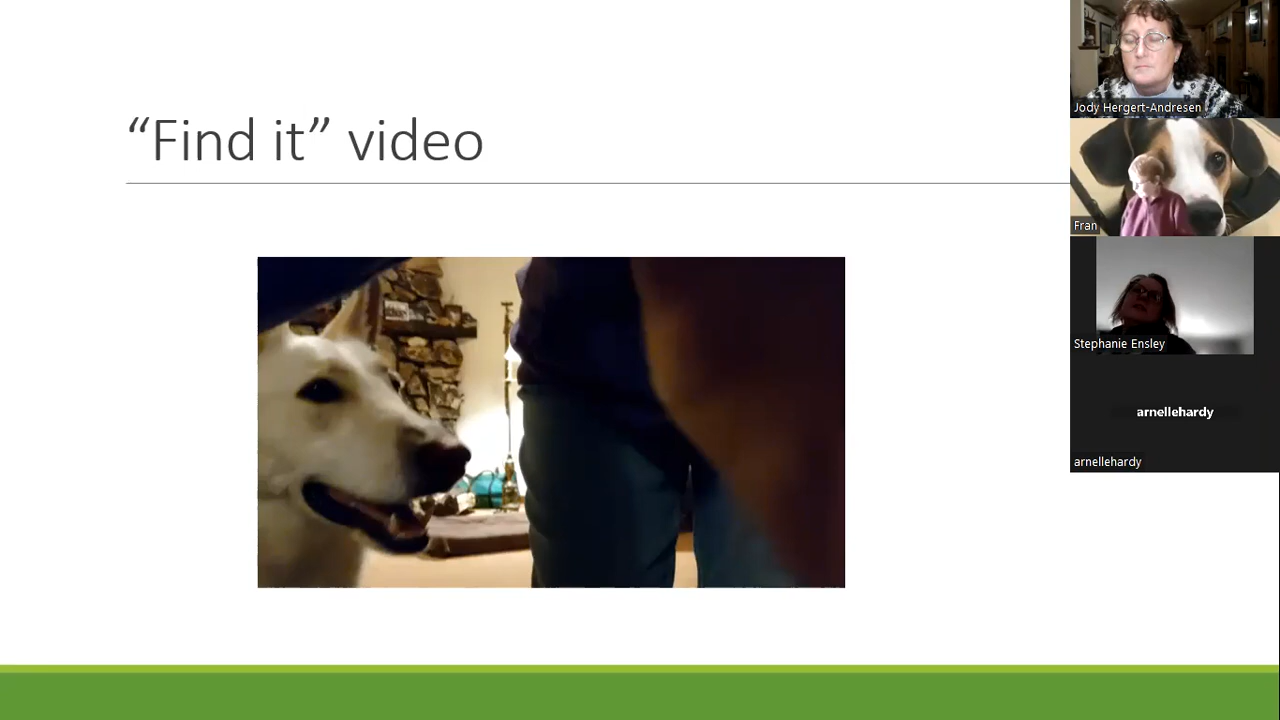 “Find it” video
Jody Hergert-Andresen
Fran
Stephanie Ensley
arnellehardy
arnellehardy